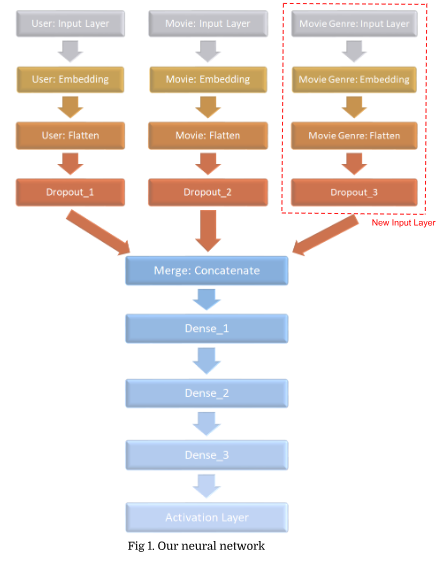 User: Input Layer
Movie: Input Layer
Movie Genre: Input Layer
User: Embedding
Movie: Embedding
Movie Genre: Embedding
User: Flatten
Movie: Flatten
Movie Genre: Flatten
Dropout_1
Dropout_2
Dropout_3
New Input Layer
Merge: Concatenate
Dense_1
Dense_2
Dense_3
Activation Layer
Fig 1. Our neural network